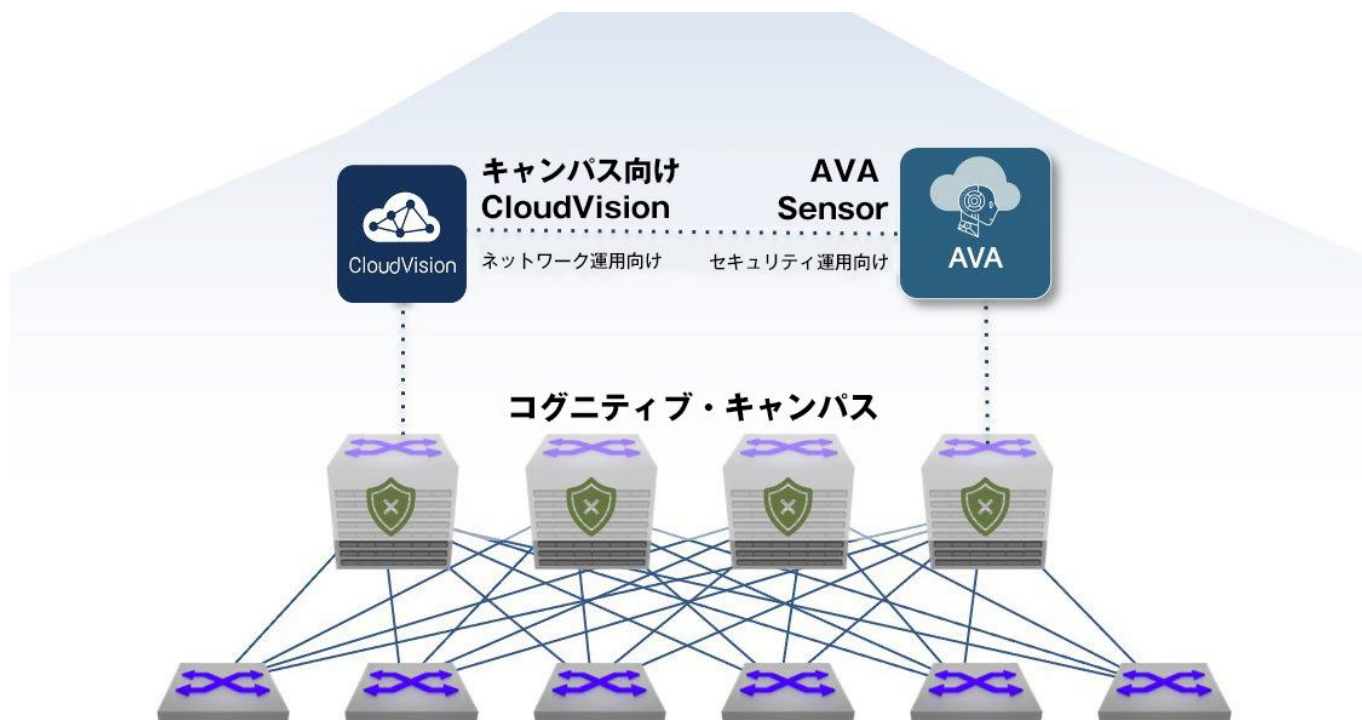 キャンパス向け
CloudVision
AVA
Sensor
CloudVision
ネットワーク運用向け
セキュリティ運用向け
AVA
コグニティブ・キャンパス